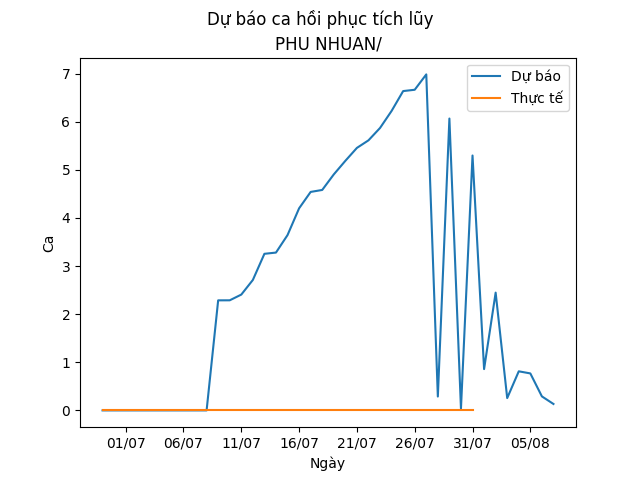 Dự báo ca hồi phục tích lũy
PHU NHUAN/
Dự báo
Thực tế
7
6
5
4
3
2
1
0
Ca
01/07 06/07 11/07 16/07 21/07 26/07 31/07 05/08
Ngày